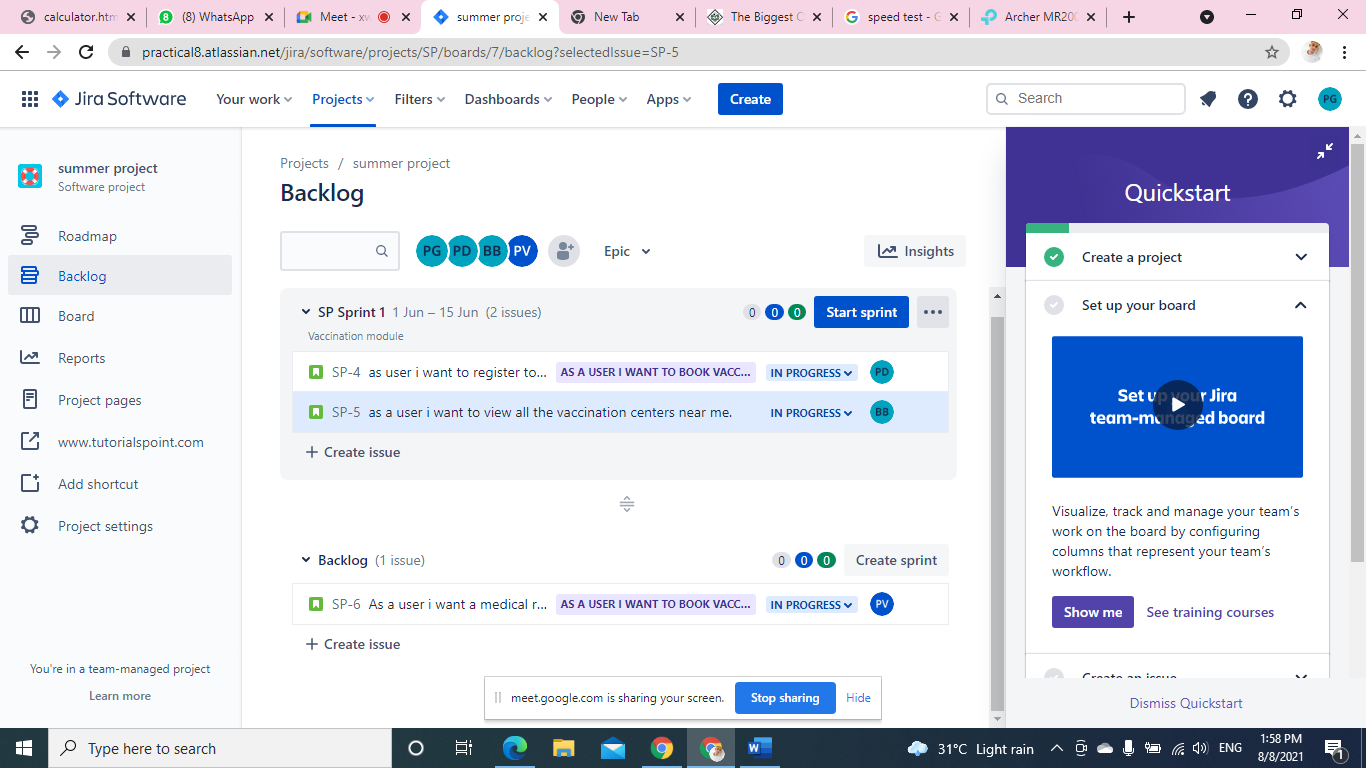 calculator.htm
(8) WhatsApp
Meet - xw
summer proje
New Tab
The Biggest C
speed test - G
Archer MR200
practical8.atlassian.net/jira/software/projects/SP/boards/7/backlog?selectedIssue=SP-5
Jira Software
Your work
Projects
Filters
Dashboards
People
Apps
Create
Search
PG
summer project
Software project
Roadmap
Backlog
Board
Reports
Project pages
www.tutorialspoint.com
Add shortcut
Project settings
You're in a team-managed project
Learn more
Projects / summer project
Backlog
PG PD BB PV
Epic
Insights
SP Sprint 1 1 Jun – 15 Jun (2 issues)
0 0 0
Start sprint
Vaccination module
SP-4 as user i want to register to... AS A USER I WANT TO BOOK VACC... IN PROGRESS PD
SP-5 as a user i want to view all the vaccination centers near me. IN PROGRESS BB
+ Create issue
Backlog (1 issue)
0 0 0
Create sprint
SP-6 As a user i want a medical r... AS A USER I WANT TO BOOK VACC... IN PROGRESS PV
+ Create issue
Quickstart
Create a project
Set up your board
Set up your Jira
team-managed board
Visualize, track and manage your team's
work on the board by configuring
columns that represent your team's
workflow.
Show me
See training courses
Create an issue
Dismiss Quickstart
meet.google.com is sharing your screen.
Stop sharing
Hide
Type here to search
31°C Light rain
ENG
1:58 PM
8/8/2021
1